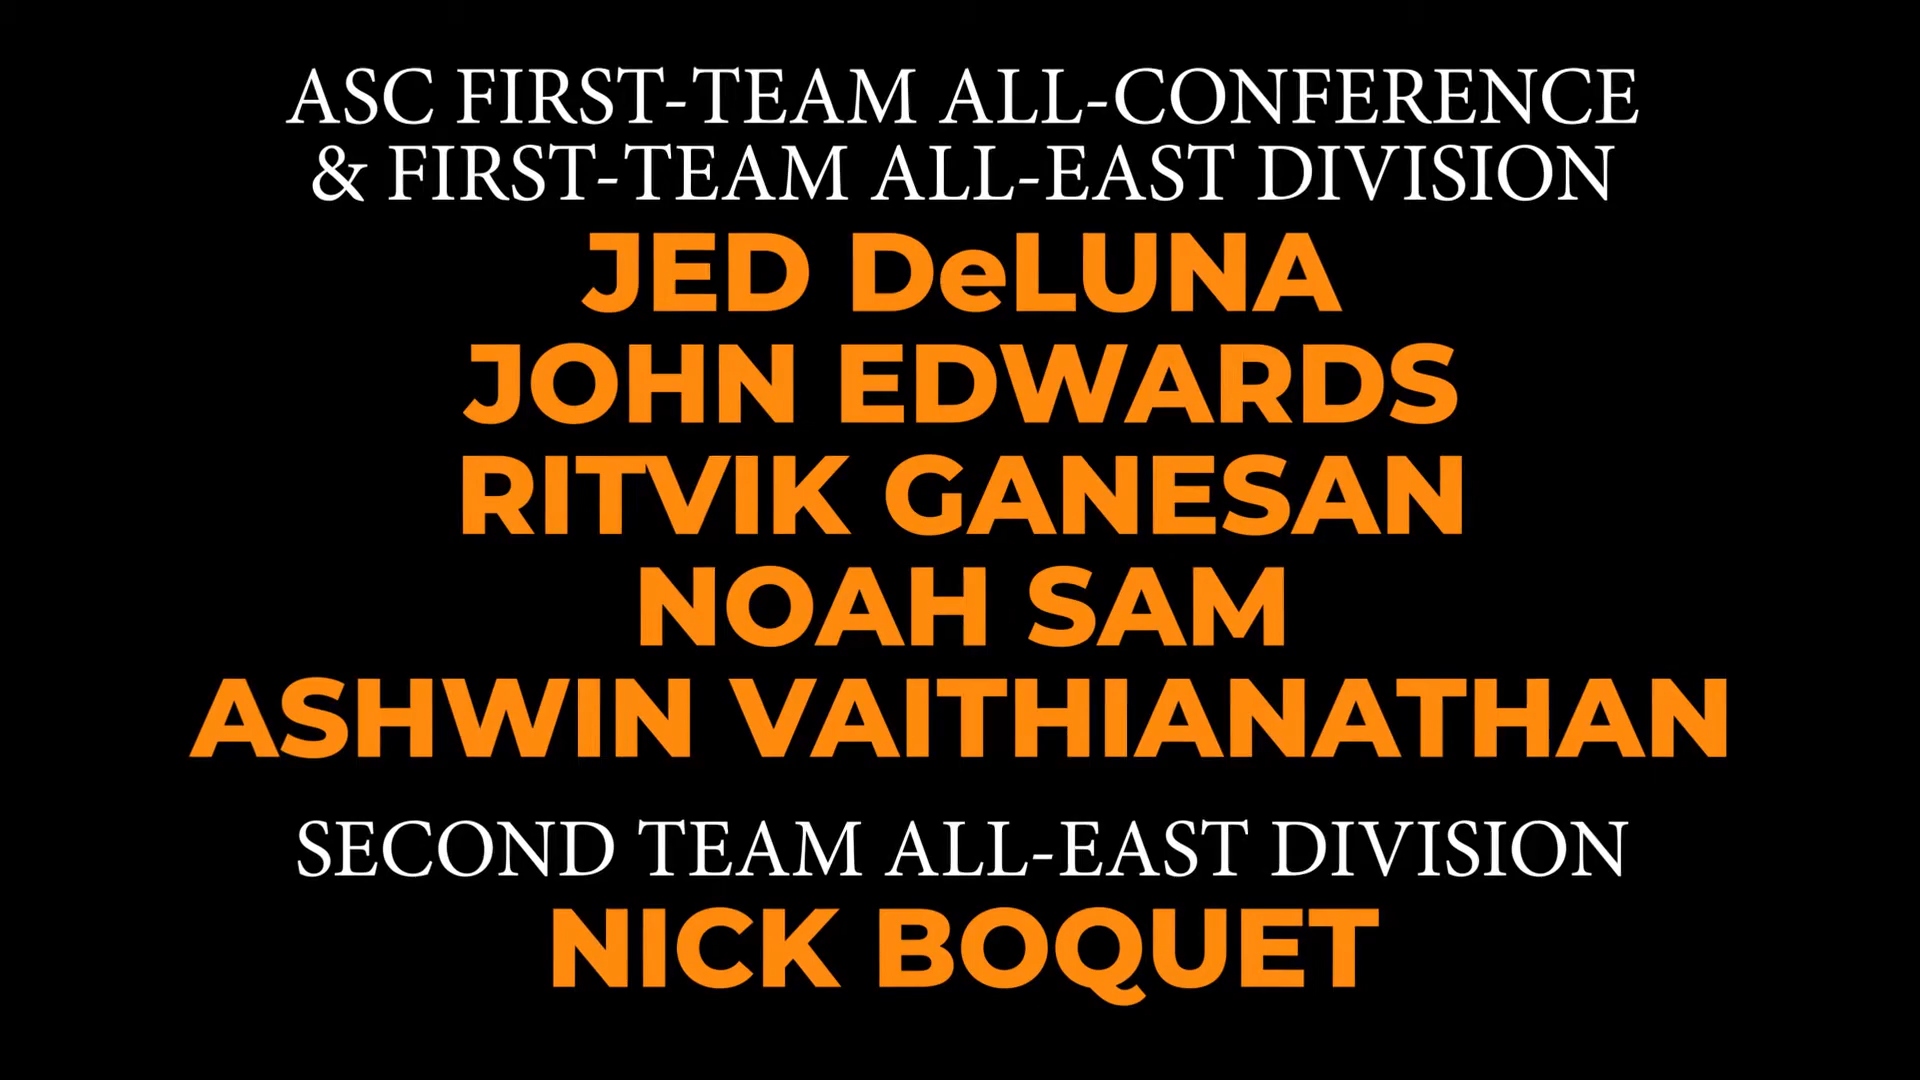 ASC FIRST-TEAM ALL-CONFERENCE
& FIRST-TEAM ALL-EAST DIVISION
JED DeLUNA
JOHN EDWARDS
RITVIK GANESAN
NOAH SAM
ASHWIN VAITHIANATHAN
SECOND TEAM ALL-EAST DIVISION
NICK BOQUET